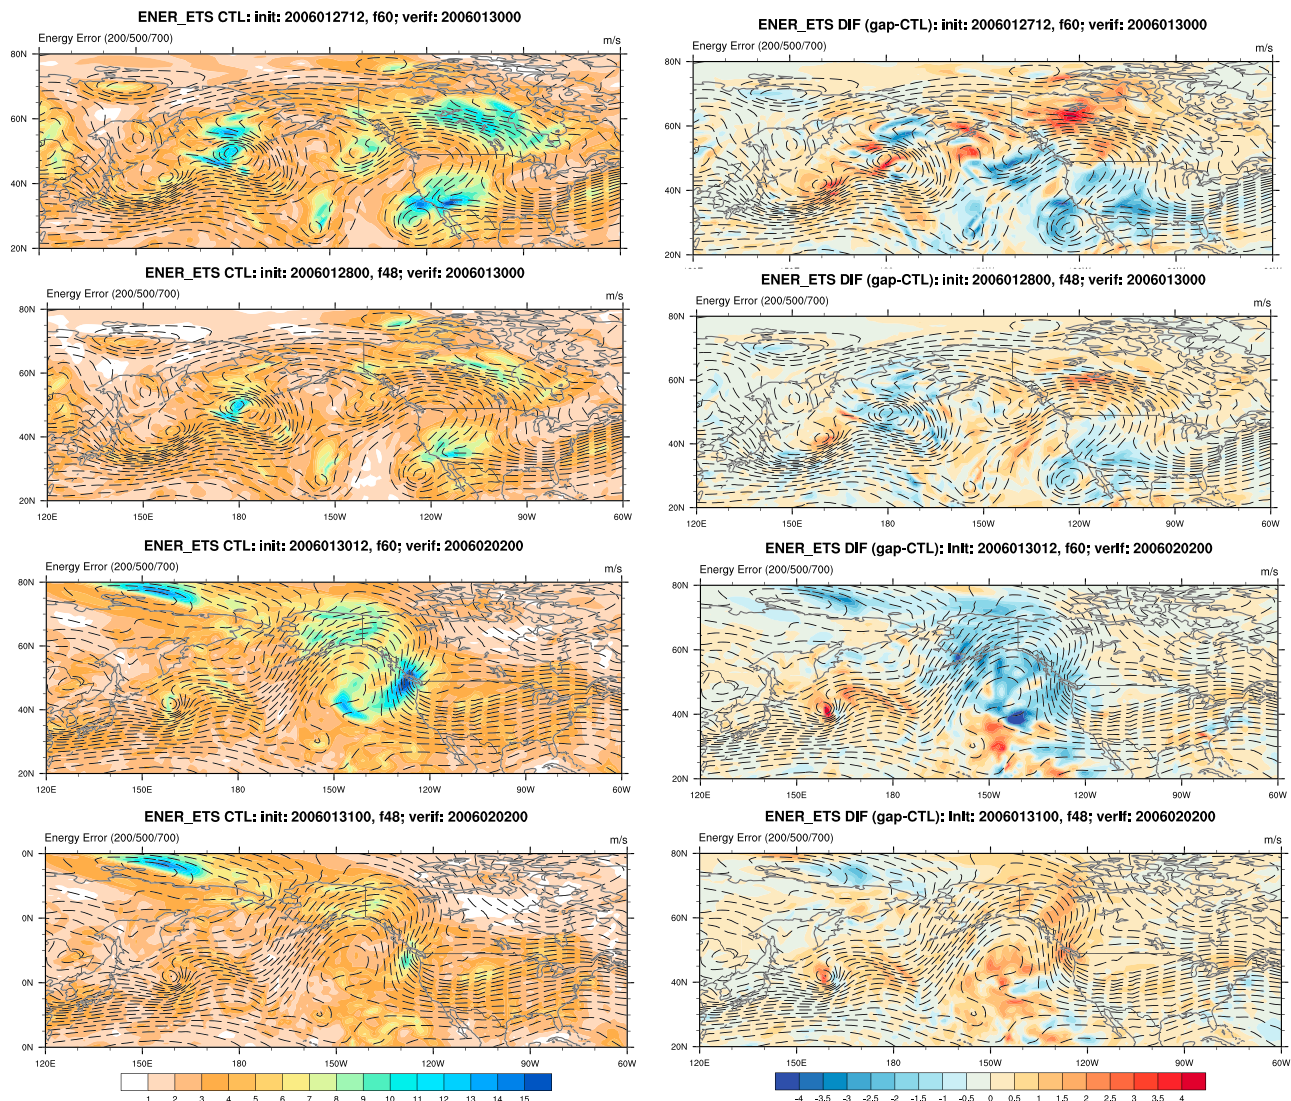 ENER_ETS CTL: init: 2006012712, f60; verif: 2006013000
Energy Error (200/500/700) m/s
80N
60N
40N
20N
ENER_ETS DIF (gap-CTL): init: 2006012712, f60; verif: 2006013000
Energy Error (200/500/700) m/s
80N
60N
40N
20N
ENER_ETS CTL: init: 2006012800, f48; verif: 2006013000
Energy Error (200/500/700) m/s
80N
60N
40N
20N
120E 150E 180 150W 120W 90W 60W
ENER_ETS DIF (gap-CTL): init: 2006012800, f48; verif: 2006013000
Energy Error (200/500/700) m/s
80N
60N
40N
20N
120E 150E 180 150W 120W 90W 60W
ENER_ETS CTL: init: 2006013012, f60; verif: 2006020200
Energy Error (200/500/700) m/s
80N
60N
40N
20N
120E 150E 180 150W 120W 90W 60W
ENER_ETS DIF (gap-CTL): init: 2006013012, f60; verif: 2006020200
Energy Error (200/500/700) m/s
80N
60N
40N
20N
120E 150E 180 150W 120W 90W 60W
ENER_ETS CTL: init: 2006013100, f48; verif: 2006020200
Energy Error (200/500/700) m/s
0N
0N
0N
0N
120E 150E 180 150W 120W 90W 60W
ENER_ETS DIF (gap-CTL): init: 2006013100, f48; verif: 2006020200
Energy Error (200/500/700) m/s
80N
60N
40N
20N
120E 150E 180 150W 120W 90W 60W
1 2 3 4 5 6 7 8 9 10 11 12 13 14 15
-4 -3.5 -3 -2.5 -2 -1.5 -1 -0.5 0 0.5 1 1.5 2 2.5 3 3.5 4